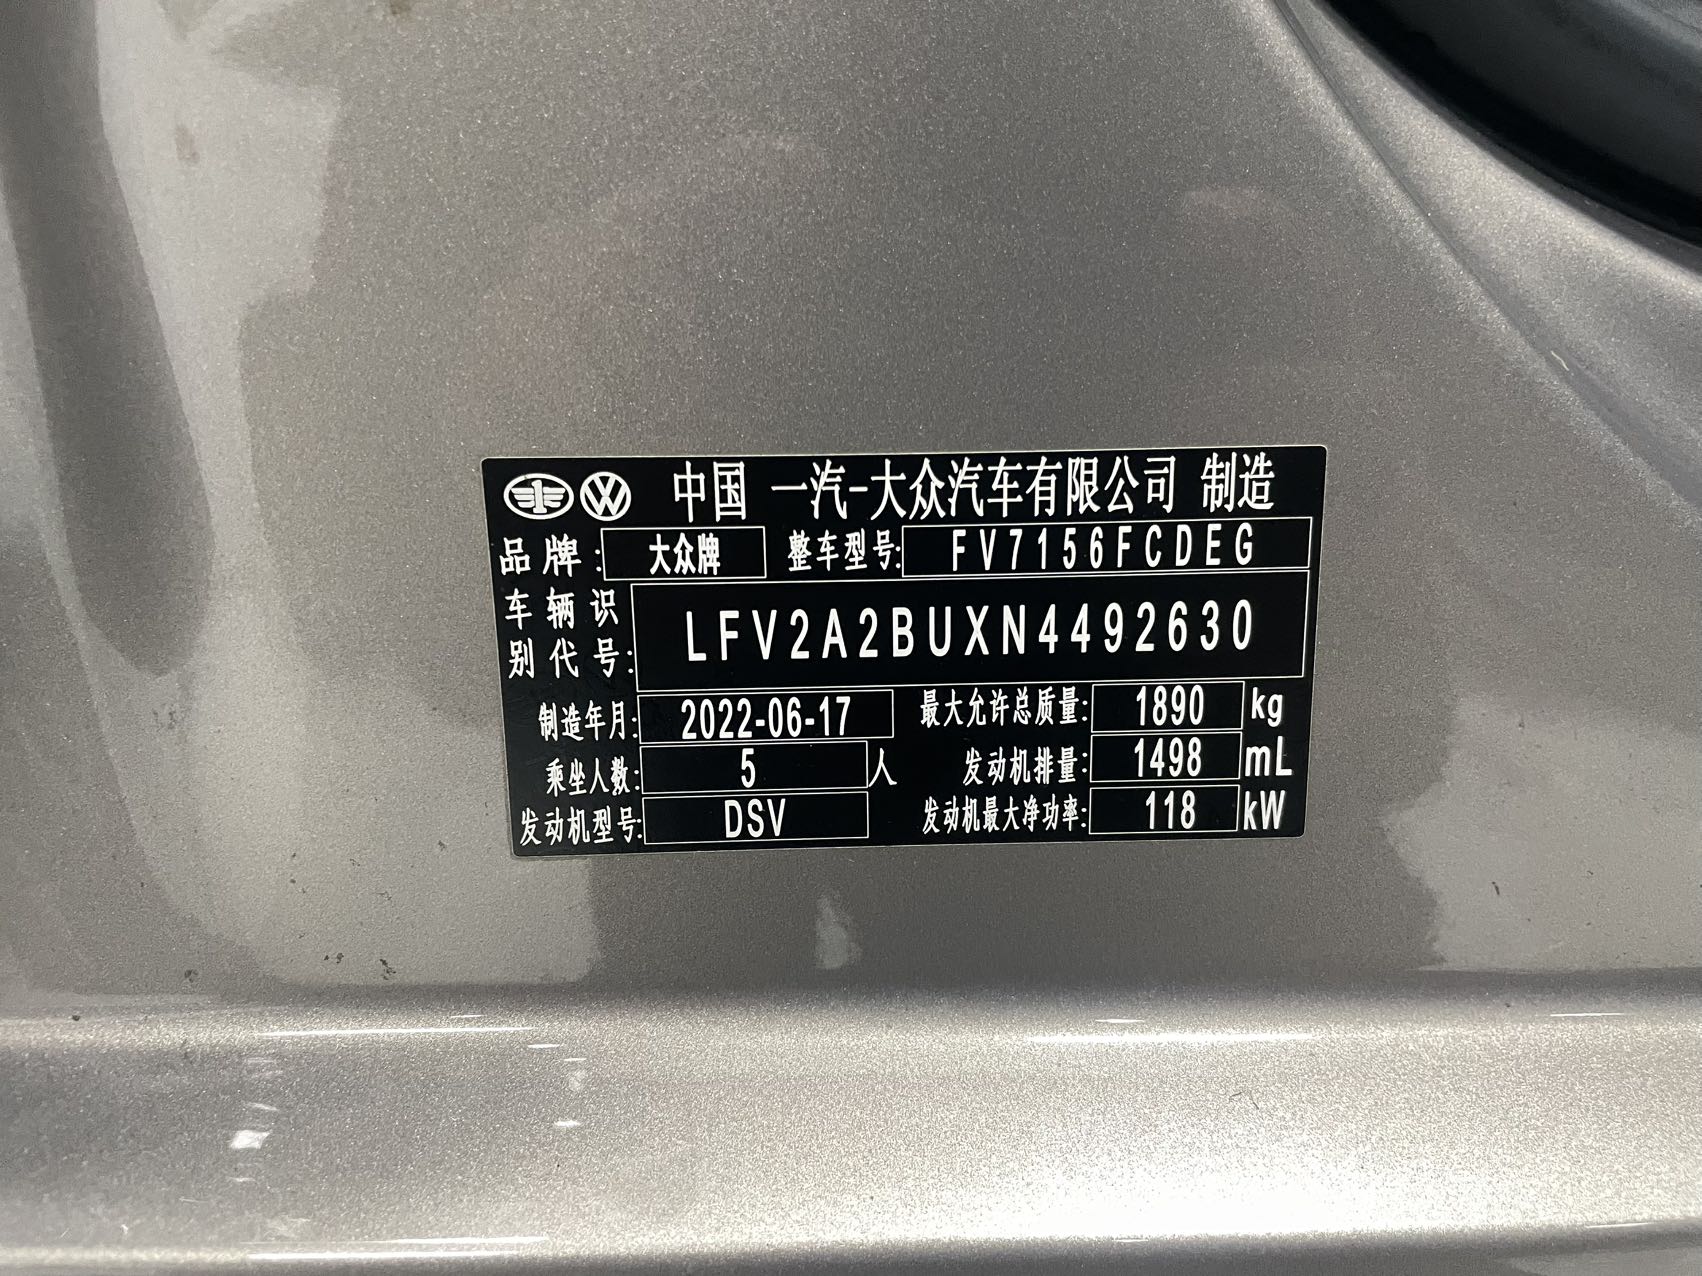 中国 一汽-大众汽车有限公司 制造
品牌: 大众牌 整车型号: FV7156FCDEG
车辆识别代号: LFV2A2BUXN4492630
制造年月: 2022-06-17 最大允许总质量: 1890 kg
乘坐人数: 5 人 发动机排量: 1498 mL
发动机型号: DSV 发动机最大净功率: 118 kW